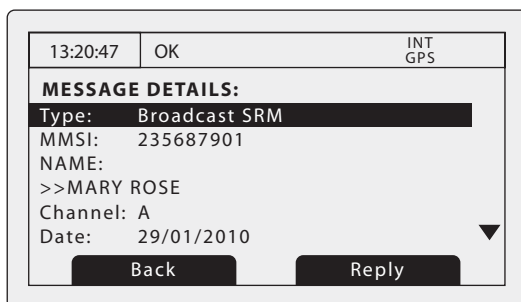 13:20:47 OK INT
GPS
MESSAGE DETAILS:
Type: Broadcast SRM
MMSI: 235687901
NAME:
>>MARY ROSE
Channel: A
Date: 29/01/2010
Back Reply